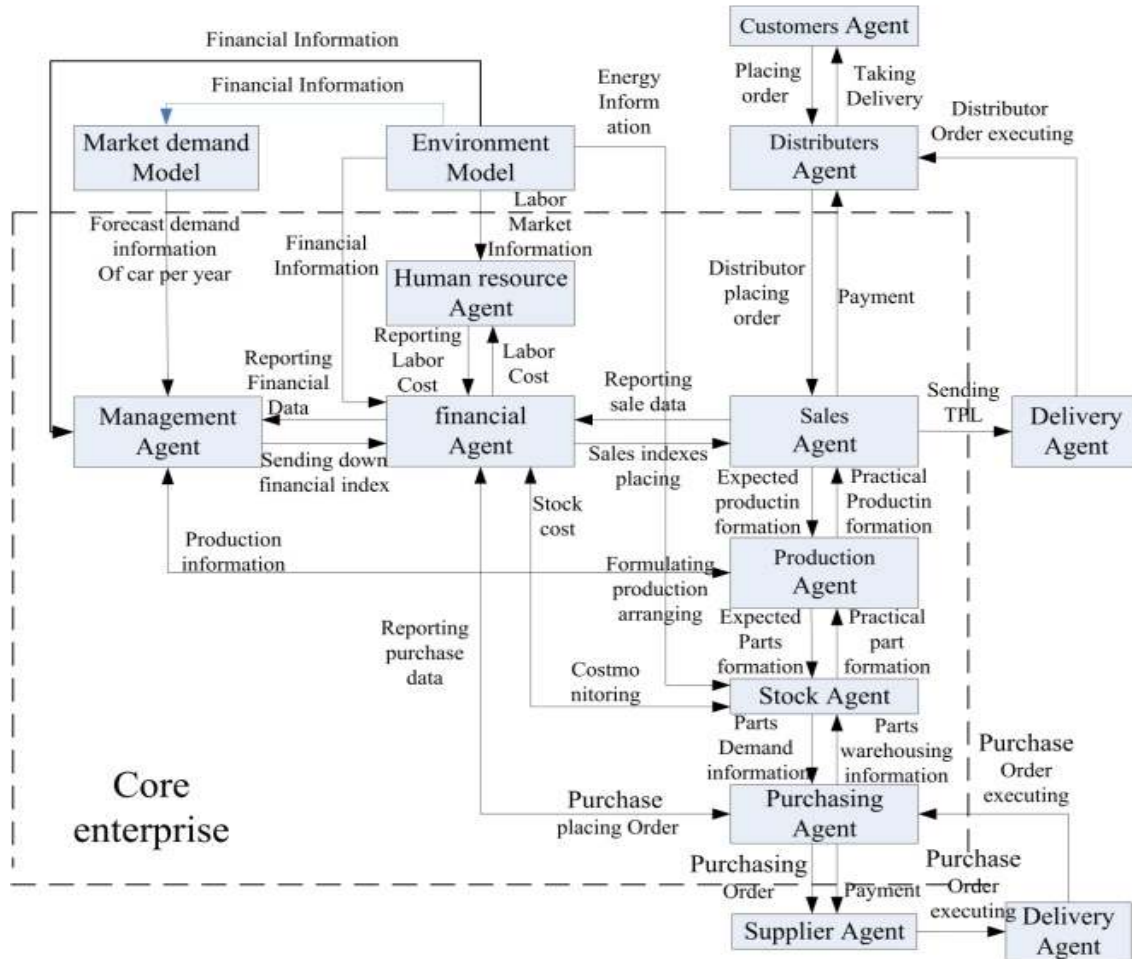 Financial Information
Customers Agent
Financial Information
Energy
Inform
ation
Placing
order
Taking
Delivery
Distributor
Order executing
Market demand
Model
Environment
Model
Distributers
Agent
Labor
Market
Information
Forecast demand
information
Of car per year
Financial
Information
Human resource
Agent
Distributor
placing
order
Payment
Reporting
Labor
Cost
Labor
Cost
Reporting
Financial
Data
Reporting
sale data
Sending
TPL
Management
Agent
financial
Agent
Sales
Agent
Delivery
Agent
Sending down
financial index
Sales indexes
placing
Expected
productin
formation
Practical
Productin
formation
Stock
cost
Production
information
Formulating
production
arranging
Production
Agent
Reporting
purchase
data
Expected
Parts
formation
Practical
part
formation
Costmo
nitoring
Stock Agent
Parts
Demand
information
Parts
warehousing
information
Purchase
Order
executing
Core
enterprise
Purchase
placing Order
Purchasing
Agent
Purchasing
Order
Payment
Purchase
Order
executing
Supplier Agent
Delivery
Agent